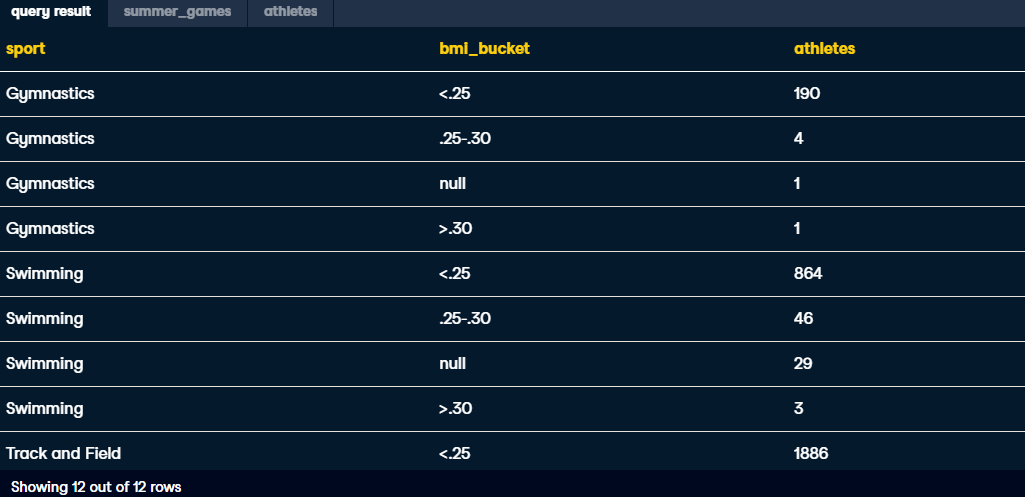 query result summer_games athletes
sport bmi_bucket athletes
Gymnastics <.25 190
Gymnastics .25-.30 4
Gymnastics null 1
Gymnastics >.30 1
Swimming <.25 864
Swimming .25-.30 46
Swimming null 29
Swimming >.30 3
Track and Field <.25 1886
Showing 12 out of 12 rows